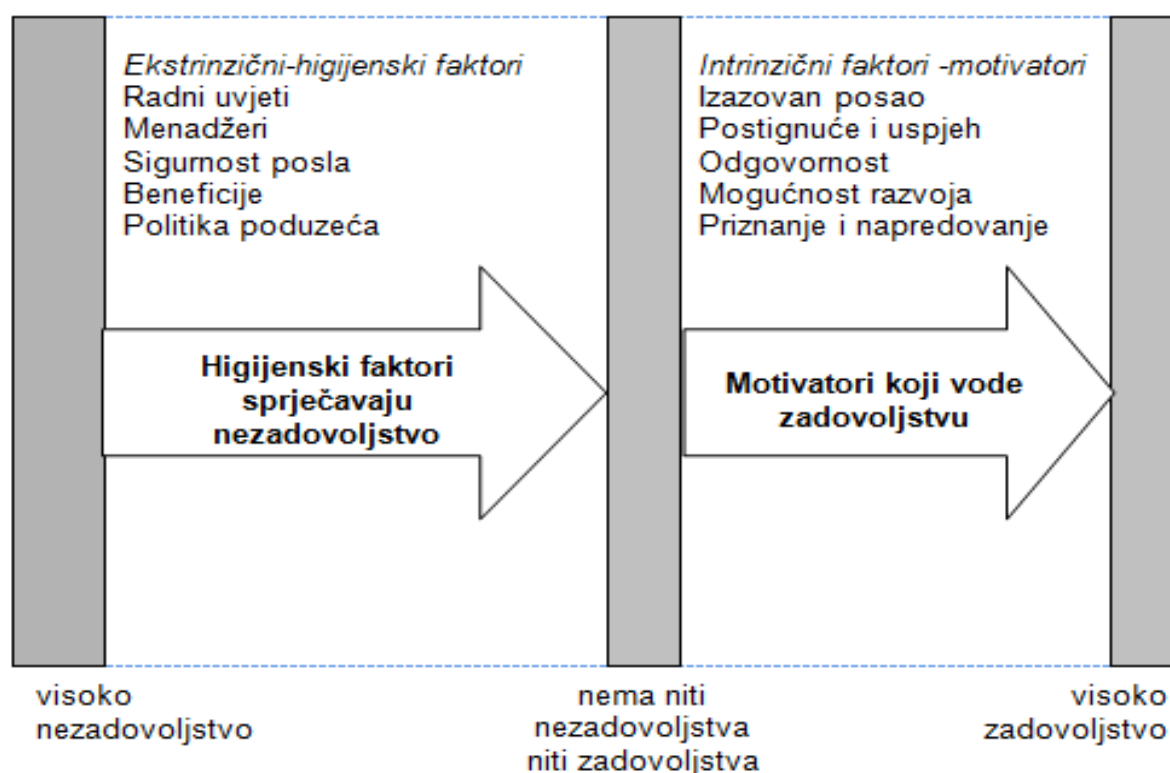 Ekstrinzični-higijenski faktori
Radni uvjeti
Menadžeri
Sigurnost posla
Beneficije
Politika poduzeća
Intrinzični faktori -motivatori
Izazovan posao
Postignuće i uspjeh
Odgovornost
Mogućnost razvoja
Priznanje i napredovanje
Higijenski faktori
sprječavaju
nezadovoljstvo
Motivatori koji vode
zadovoljstvu
visoko
nezadovoljstvo
nema niti
nezadovoljstva
niti zadovoljstva
visoko
zadovoljstvo